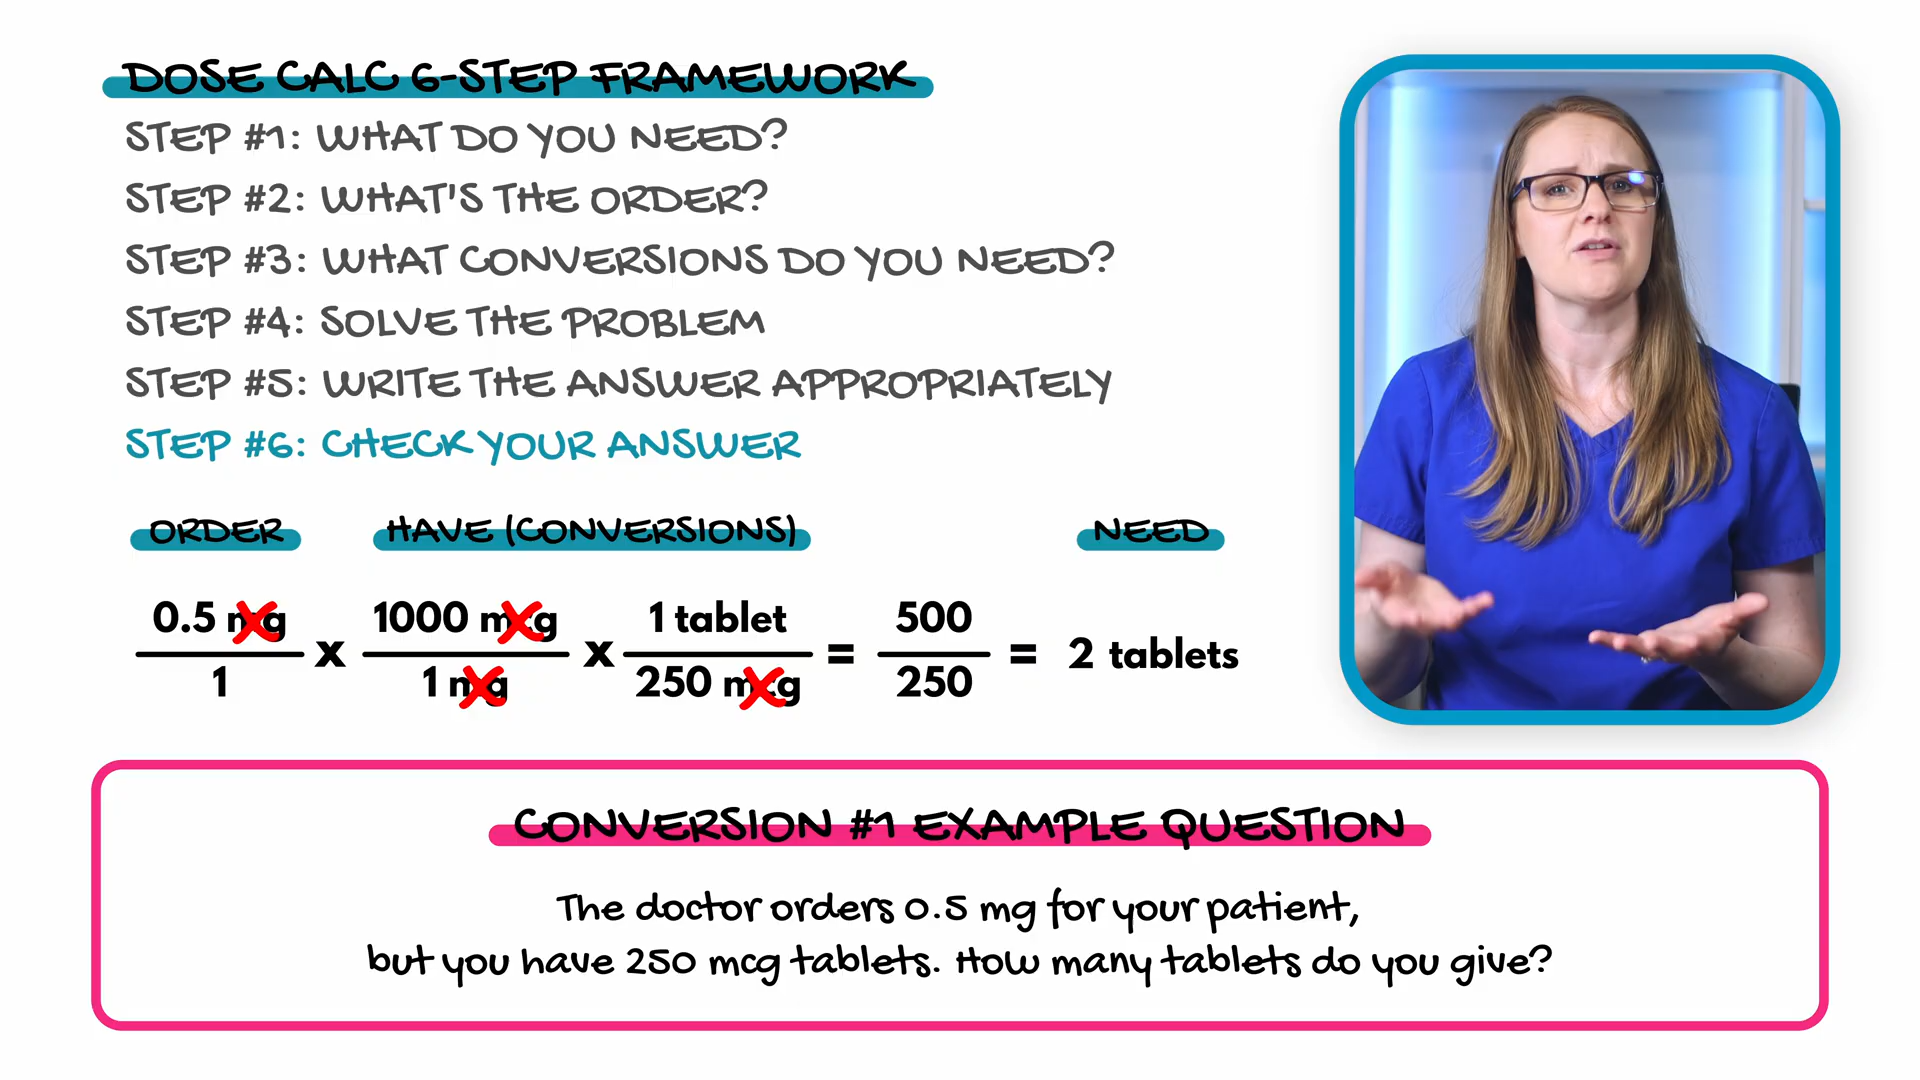 DOSE CALC 6-STEP FRAMEWORK
STEP #1: WHAT DO YOU NEED?
STEP #2: WHAT'S THE ORDER?
STEP #3: WHAT CONVERSIONS DO YOU NEED?
STEP #4: SOLVE THE PROBLEM
STEP #5: WRITE THE ANSWER APPROPRIATELY
STEP #6: CHECK YOUR ANSWER
ORDER HAVE (CONVERSIONS) NEED
0.5 mg 1000 mcg 1 tablet 500
x x = = 2 tablets
1 1 mg 250 mcg 250
CONVERSION #1 EXAMPLE QUESTION
The doctor orders 0.5 mg for your patient,
but you have 250 mcg tablets. How many tablets do you give?